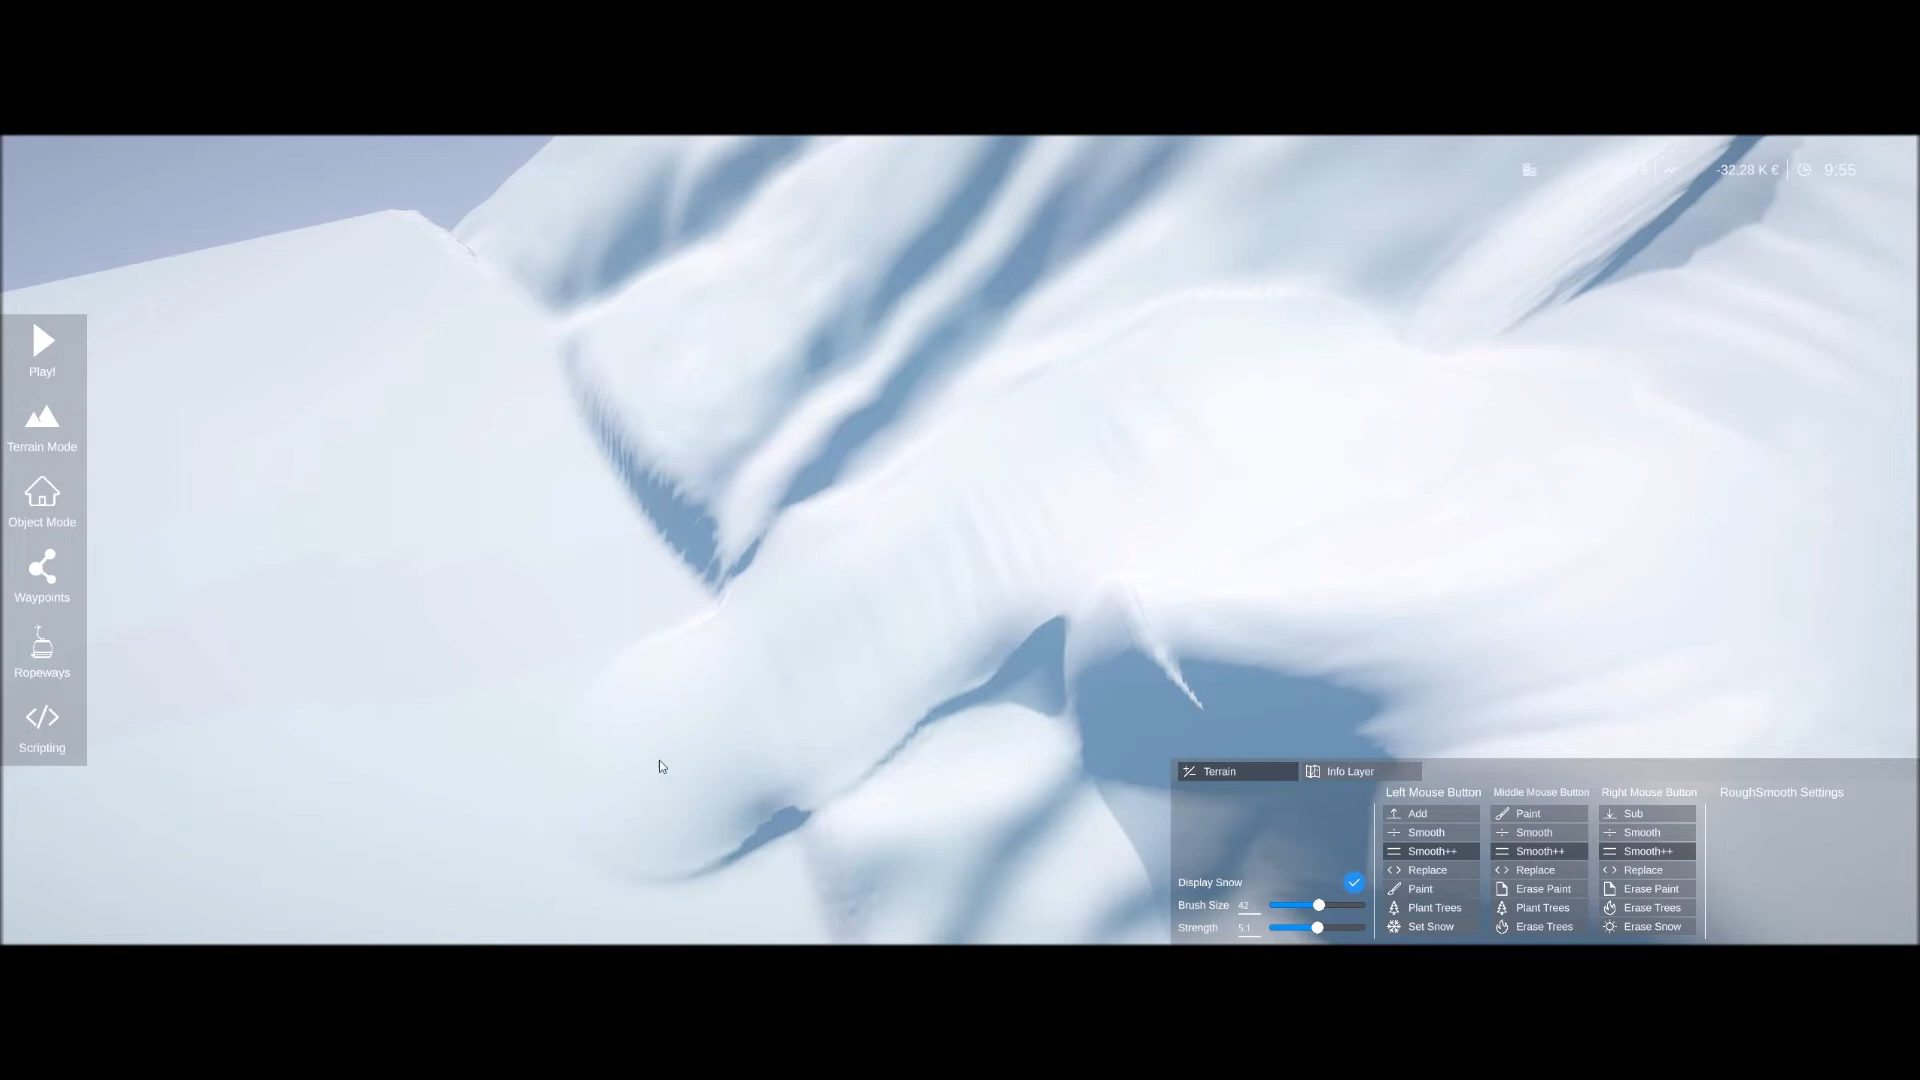 -32,28 K €
9:55
Play!
Terrain Mode
Object Mode
Waypoints
Ropeways
</>
Scripting
Terrain
Info Layer
Display Snow
Brush Size 42
Strength 5.1
Left Mouse Button
Add
Smooth
Smooth++
Replace
Paint
Plant Trees
Set Snow
Middle Mouse Button
Paint
Smooth
Smooth++
Replace
Erase Paint
Plant Trees
Erase Trees
Right Mouse Button
Sub
Smooth
Smooth++
Replace
Erase Paint
Erase Trees
Erase Snow
RoughSmooth Settings